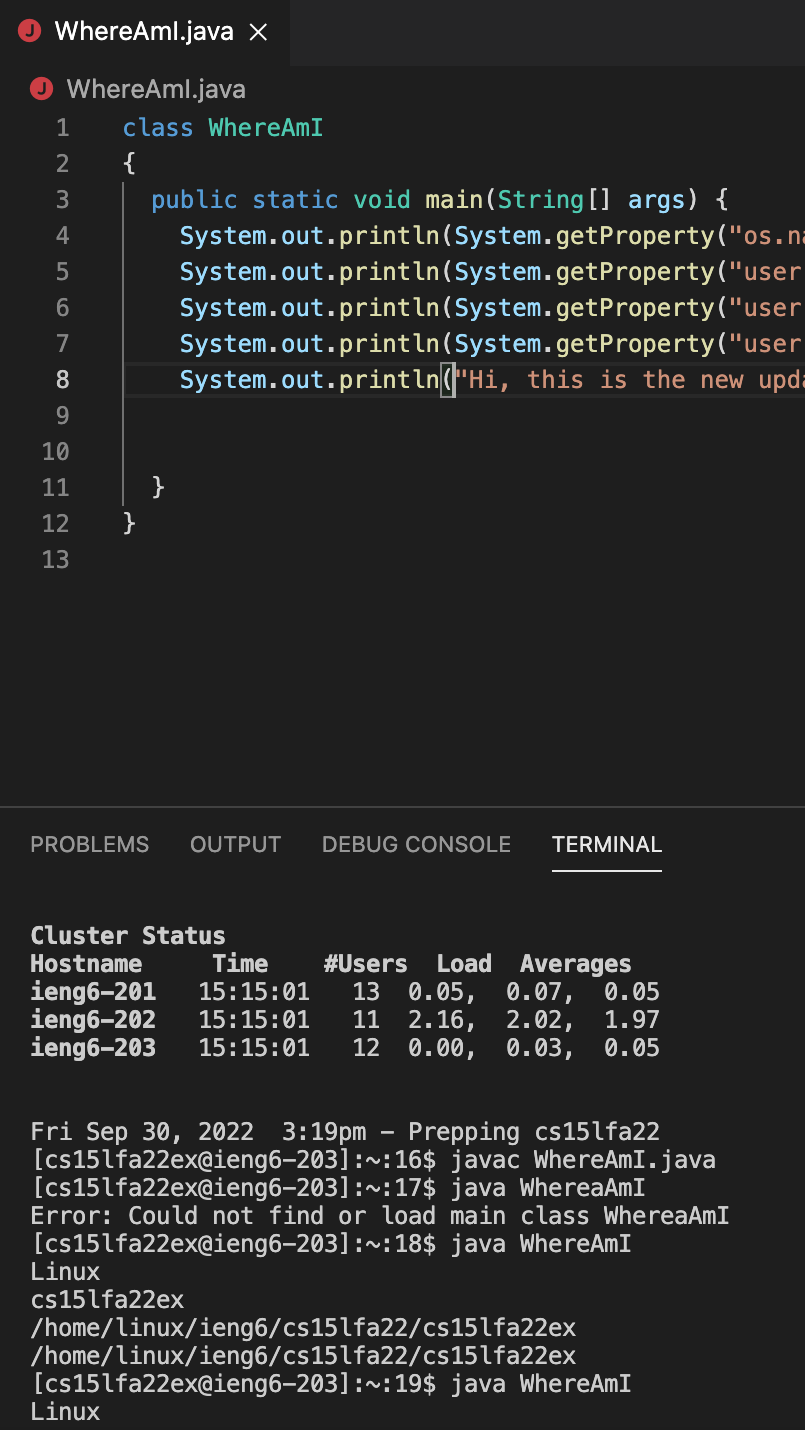 WhereAmI.java
WhereAmI.java
1 class WhereAmI
2 {
3 public static void main(String[] args) {
4 System.out.println(System.getProperty("os.na
5 System.out.println(System.getProperty("user
6 System.out.println(System.getProperty("user
7 System.out.println(System.getProperty("user
8 System.out.println("Hi, this is the new upda
9
10
11 }
12 }
13
PROBLEMS OUTPUT DEBUG CONSOLE TERMINAL
Cluster Status
Hostname Time #Users Load Averages
ieng6-201 15:15:01 13 0.05, 0.07, 0.05
ieng6-202 15:15:01 11 2.16, 2.02, 1.97
ieng6-203 15:15:01 12 0.00, 0.03, 0.05
Fri Sep 30, 2022 3:19pm - Prepping cs15lfa22
[cs15lfa22ex@ieng6-203]:~:16$ javac WhereAmI.java
[cs15lfa22ex@ieng6-203]:~:17$ java WhereaAmI
Error: Could not find or load main class WhereaAmI
[cs15lfa22ex@ieng6-203]:~:18$ java WhereAmI
Linux
cs15lfa22ex
/home/linux/ieng6/cs15lfa22/cs15lfa22ex
/home/linux/ieng6/cs15lfa22/cs15lfa22ex
[cs15lfa22ex@ieng6-203]:~:19$ java WhereAmI
Linux